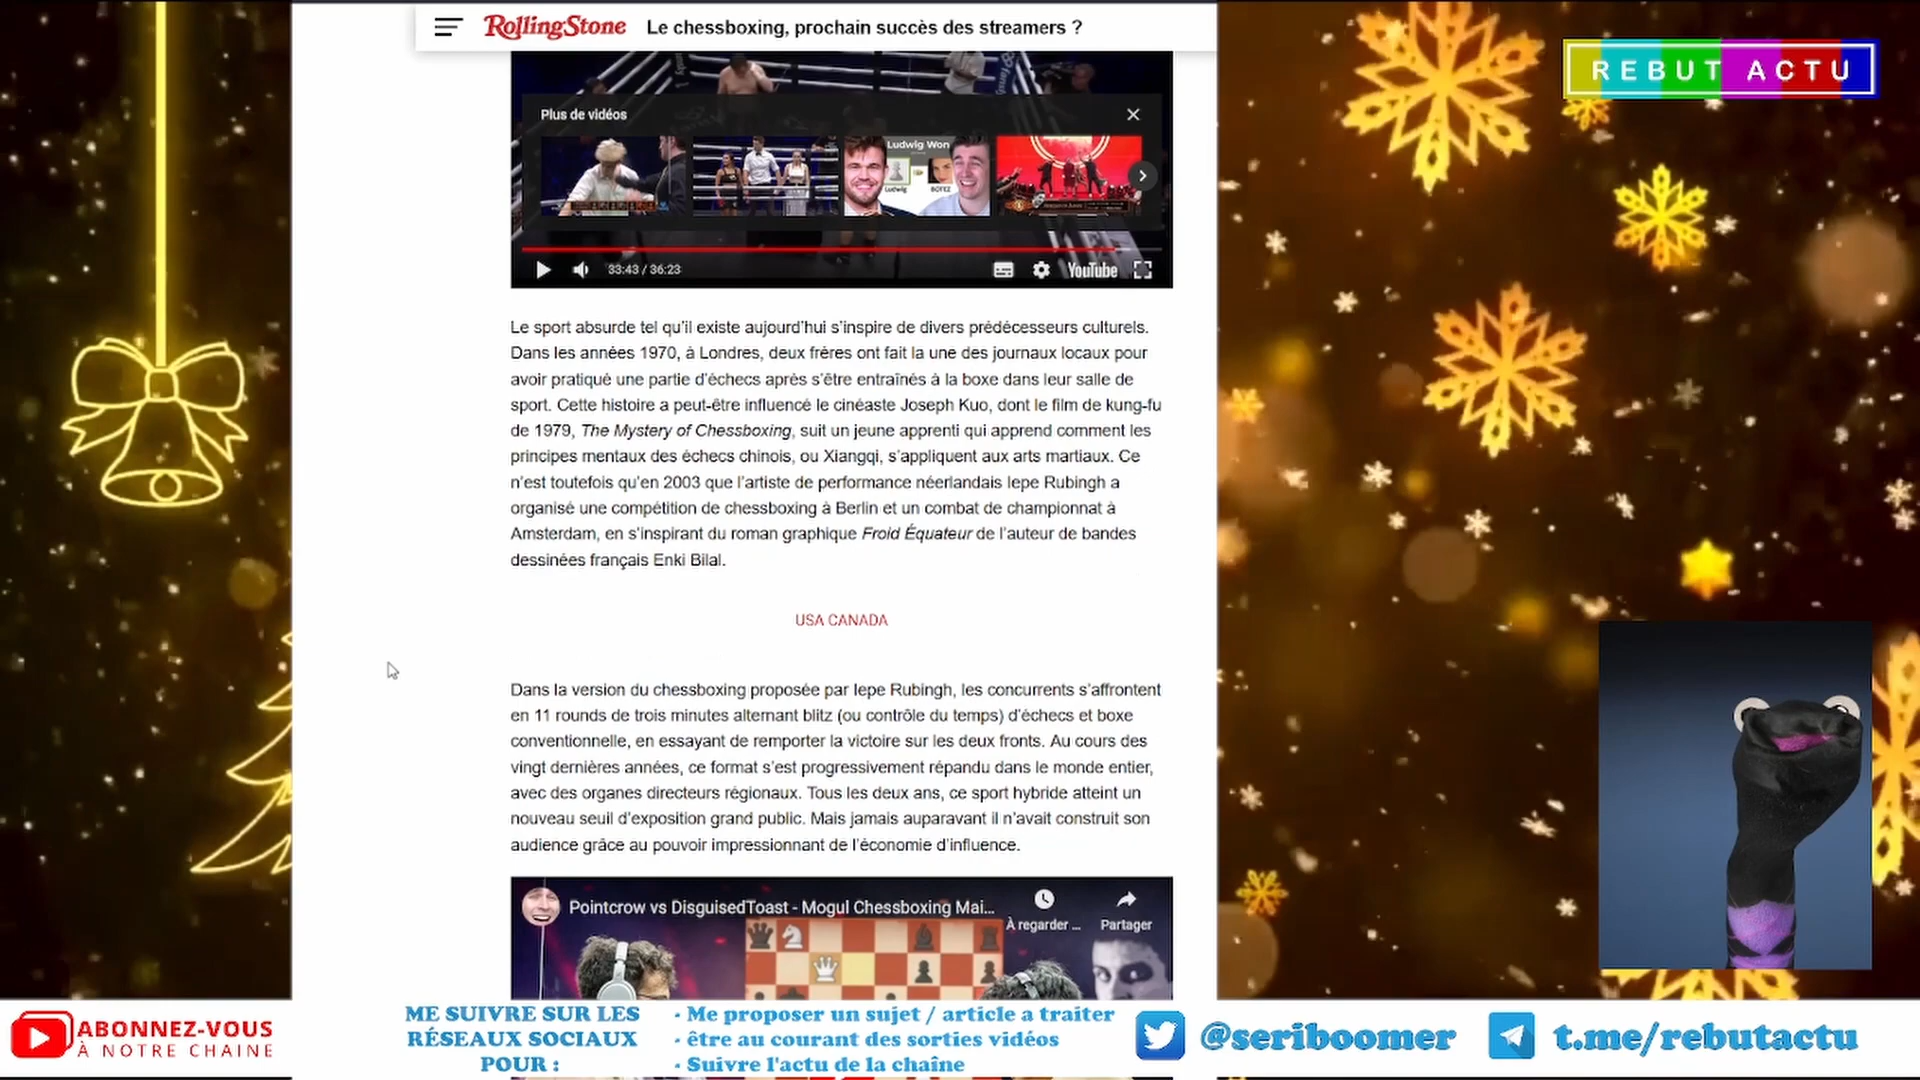 RollingStone Le chessboxing, prochain succès des streamers ?
REBUT ACTU
Plus de vidéos
Ludwig Won
Ludwig BOTEZ
33:43 / 36:23 YouTube
Le sport absurde tel qu'il existe aujourd'hui s'inspire de divers prédécesseurs culturels.
Dans les années 1970, à Londres, deux frères ont fait la une des journaux locaux pour
avoir pratiqué une partie d'échecs après s'être entraînés à la boxe dans leur salle de
sport. Cette histoire a peut-être influencé le cinéaste Joseph Kuo, dont le film de kung-fu
de 1979, The Mystery of Chessboxing, suit un jeune apprenti qui apprend comment les
principes mentaux des échecs chinois, ou Xiangqi, s'appliquent aux arts martiaux. Ce
n'est toutefois qu'en 2003 que l'artiste de performance néerlandais Iepe Rubingh a
organisé une compétition de chessboxing à Berlin et un combat de championnat à
Amsterdam, en s'inspirant du roman graphique Froid Équateur de l'auteur de bandes
dessinées français Enki Bilal.
USA CANADA
Dans la version du chessboxing proposée par Iepe Rubingh, les concurrents s'affrontent
en 11 rounds de trois minutes alternant blitz (ou contrôle du temps) d'échecs et boxe
conventionnelle, en essayant de remporter la victoire sur les deux fronts. Au cours des
vingt dernières années, ce format s'est progressivement répandu dans le monde entier,
avec des organes directeurs régionaux. Tous les deux ans, ce sport hybride atteint un
nouveau seuil d'exposition grand public. Mais jamais auparavant il n'avait construit son
audience grâce au pouvoir impressionnant de l'économie d'influence.
Pointcrow vs DisguisedToast - Mogul Chessboxing Mai...
À regarder ... Partager
ABONNEZ-VOUS
À NOTRE CHAINE
ME SUIVRE SUR LES
RÉSEAUX SOCIAUX
POUR :
- Me proposer un sujet / article a traiter
- être au courant des sorties vidéos
- Suivre l'actu de la chaîne
@seriboomer
t.me/rebutactu